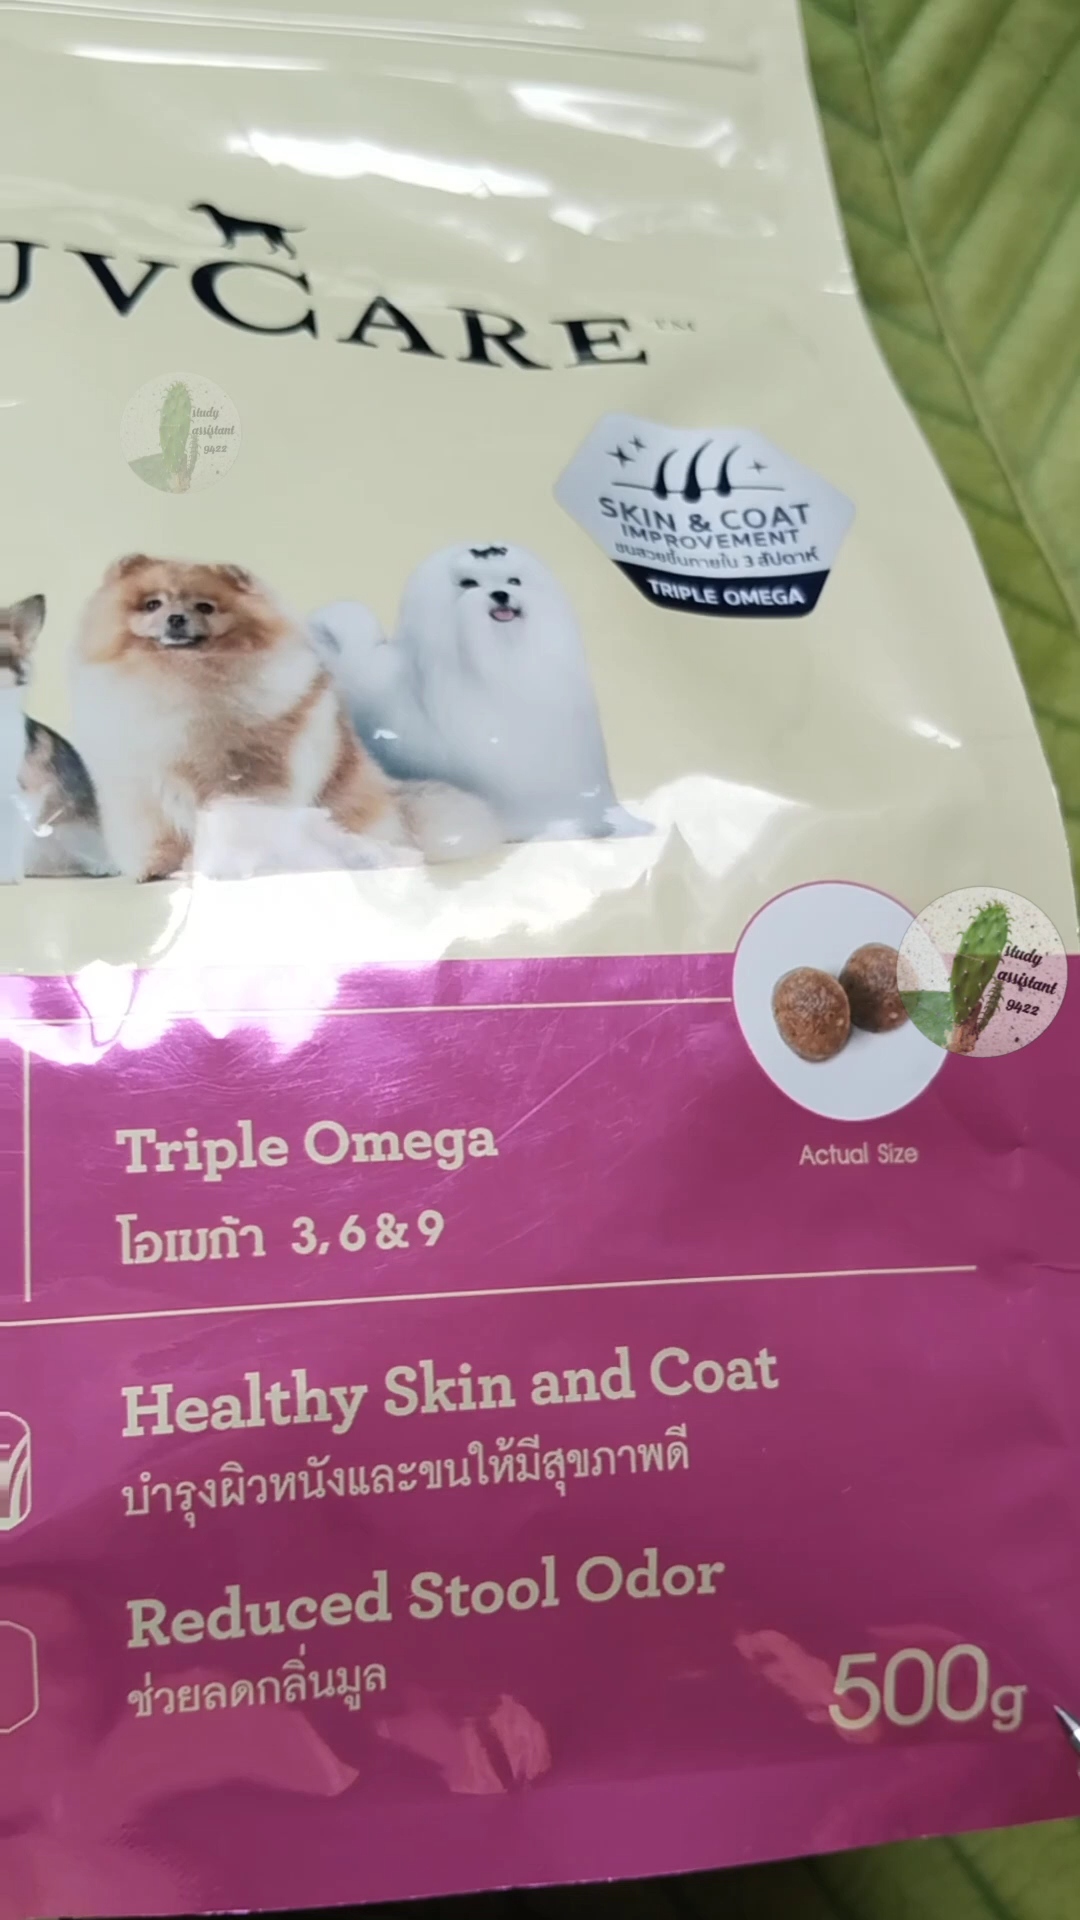 UVCARE
study
assistant
9422
SKIN & COAT
IMPROVEMENT
ขนสวยขึ้นภายใน 3 สัปดาห์
TRIPLE OMEGA
study
assistant
9422
Triple Omega
Actual Size
โอเมก้า 3, 6 & 9
Healthy Skin and Coat
บำรุงผิวหนังและขนให้มีสุขภาพดี
Reduced Stool Odor
ช่วยลดกลิ่นมูล
500g